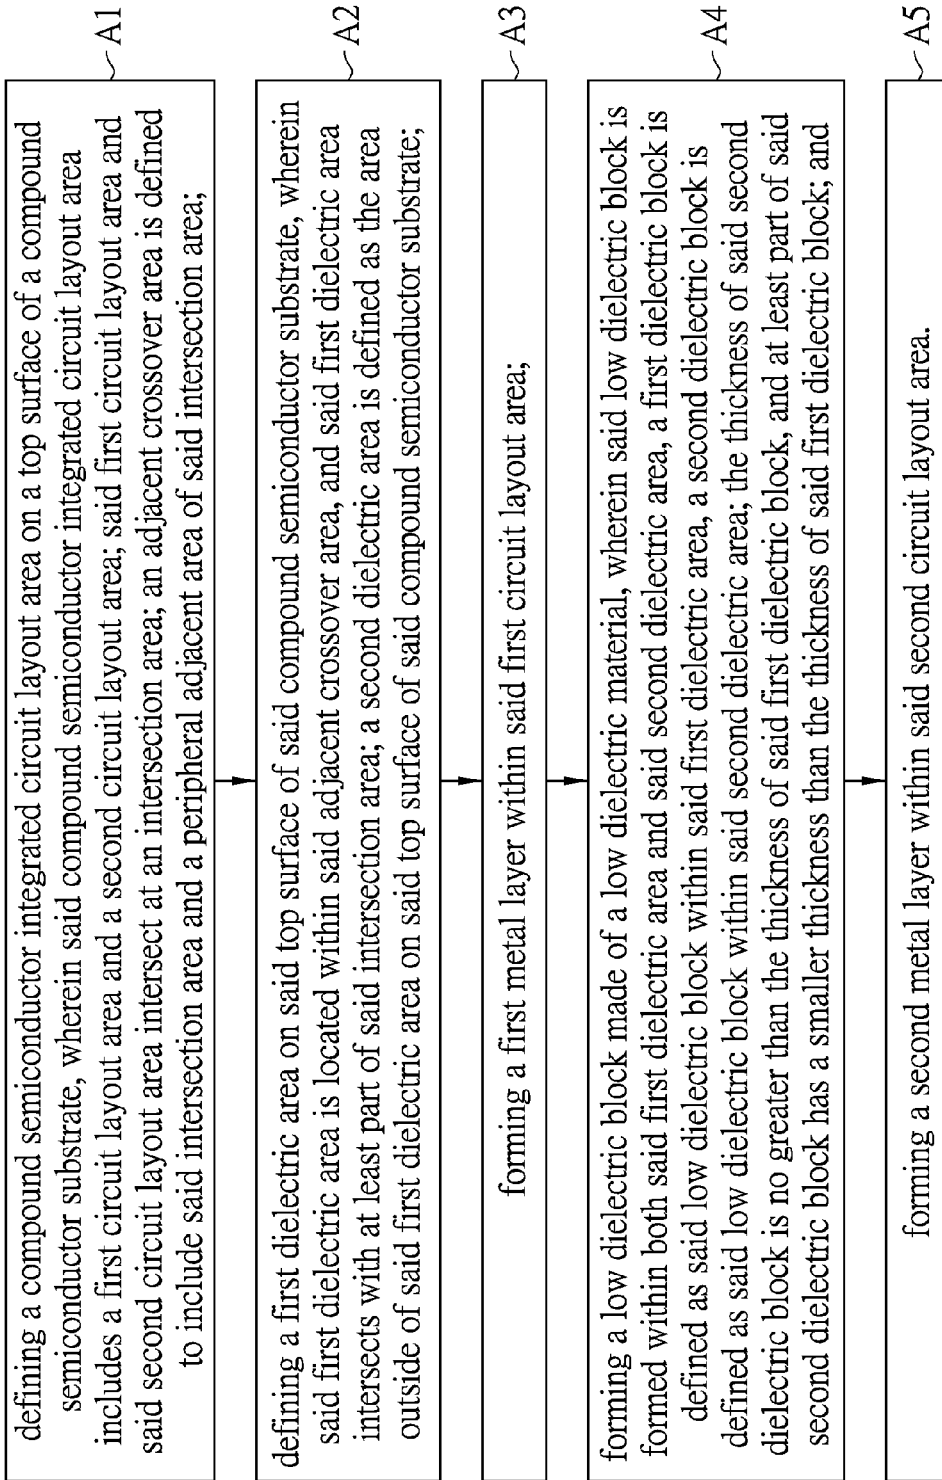 defining a compound semiconductor integrated circuit layout area on a top surface of a compound
semiconductor substrate, wherein said compound semiconductor integrated circuit layout area
includes a first circuit layout area and a second circuit layout area; said first circuit layout area and
said second circuit layout area intersect at an intersection area; an adjacent crossover area is defined
to include said intersection area and a peripheral adjacent area of said intersection area;
A1
defining a first dielectric area on said top surface of said compound semiconductor substrate, wherein
said first dielectric area is located within said adjacent crossover area, and said first dielectric area
intersects with at least part of said intersection area; a second dielectric area is defined as the area
outside of said first dielectric area on said top surface of said compound semiconductor substrate;
A2
forming a first metal layer within said first circuit layout area;
A3
forming a low dielectric block made of a low dielectric material, wherein said low dielectric block is
formed within both said first dielectric area and said second dielectric area, a first dielectric block is
defined as said low dielectric block within said first dielectric area, a second dielectric block is
defined as said low dielectric block within said second dielectric area; the thickness of said second
dielectric block is no greater than the thickness of said first dielectric block, and at least part of said
second dielectric block has a smaller thickness than the thickness of said first dielectric block; and
A4
forming a second metal layer within said second circuit layout area.
A5